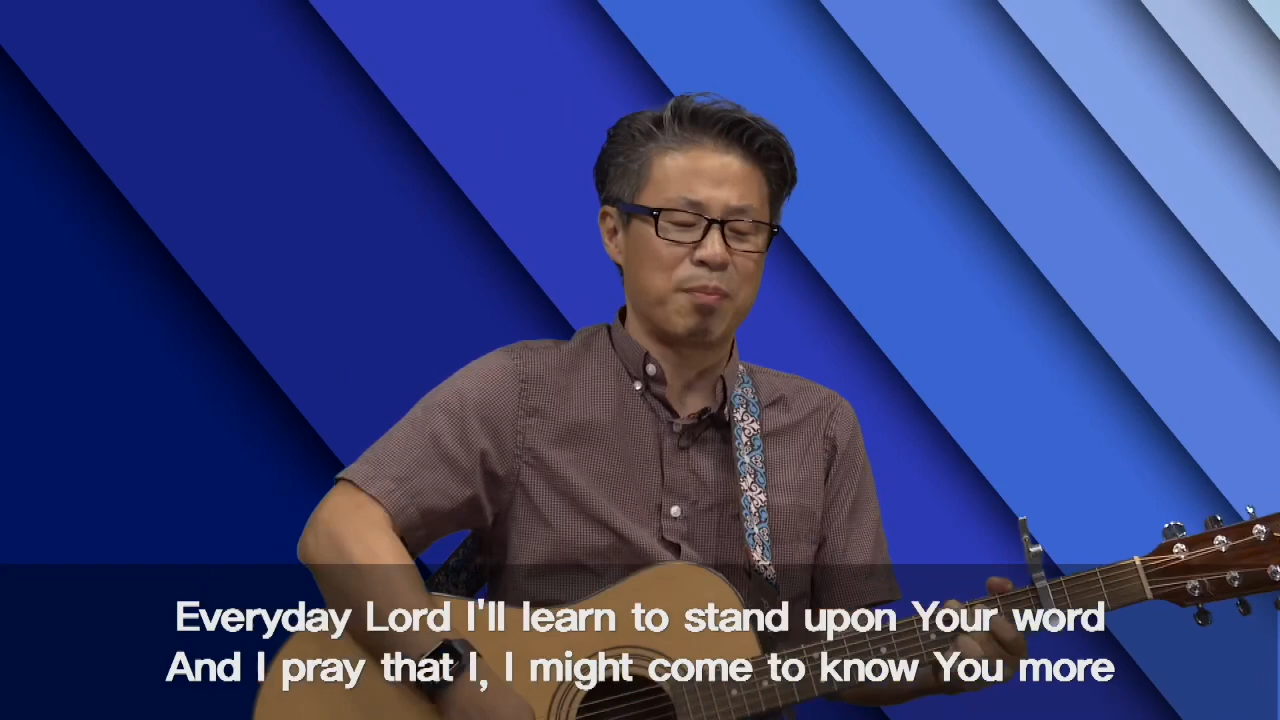 Everyday Lord I'll learn to stand upon Your word
And I pray that I, I might come to know You more